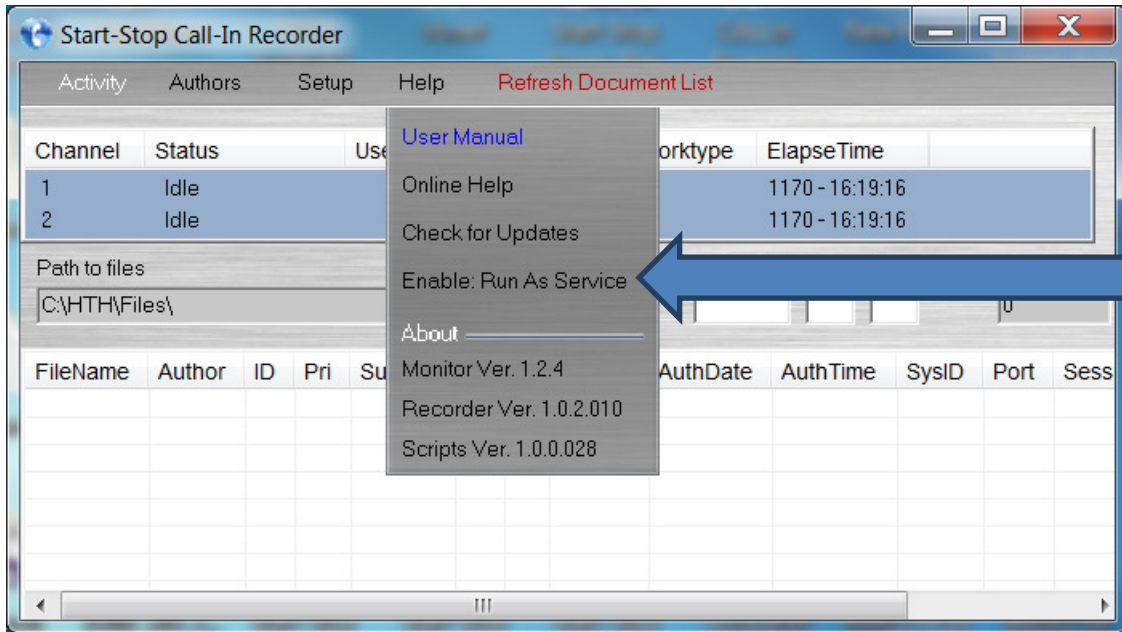 Start-Stop Call-In Recorder
Activity Authors Setup Help Refresh Document List
User Manual
Channel Status Use orktype ElapseTime
1 Idle 1170 - 16:19:16
Online Help
2 Idle 1170 - 16:19:16
Check for Updates
Path to files
Enable: Run As Service
C:\HTH\Files\ 0
About
FileName Author ID Pri Su AuthDate AuthTime SysID Port Sess
Monitor Ver. 1.2.4
Recorder Ver. 1.0.2.010
Scripts Ver. 1.0.0.028